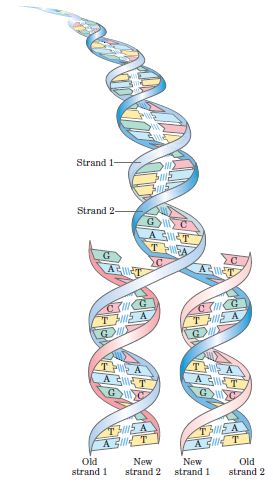 Strand 1
Strand 2
G C
A T
T A
G C C
A T A T
C G C G
T A T A
G G
T A T A
A T A T
G C G C
T A T A
A T A T
Old New New Old
strand 1 strand 2 strand 1 strand 2